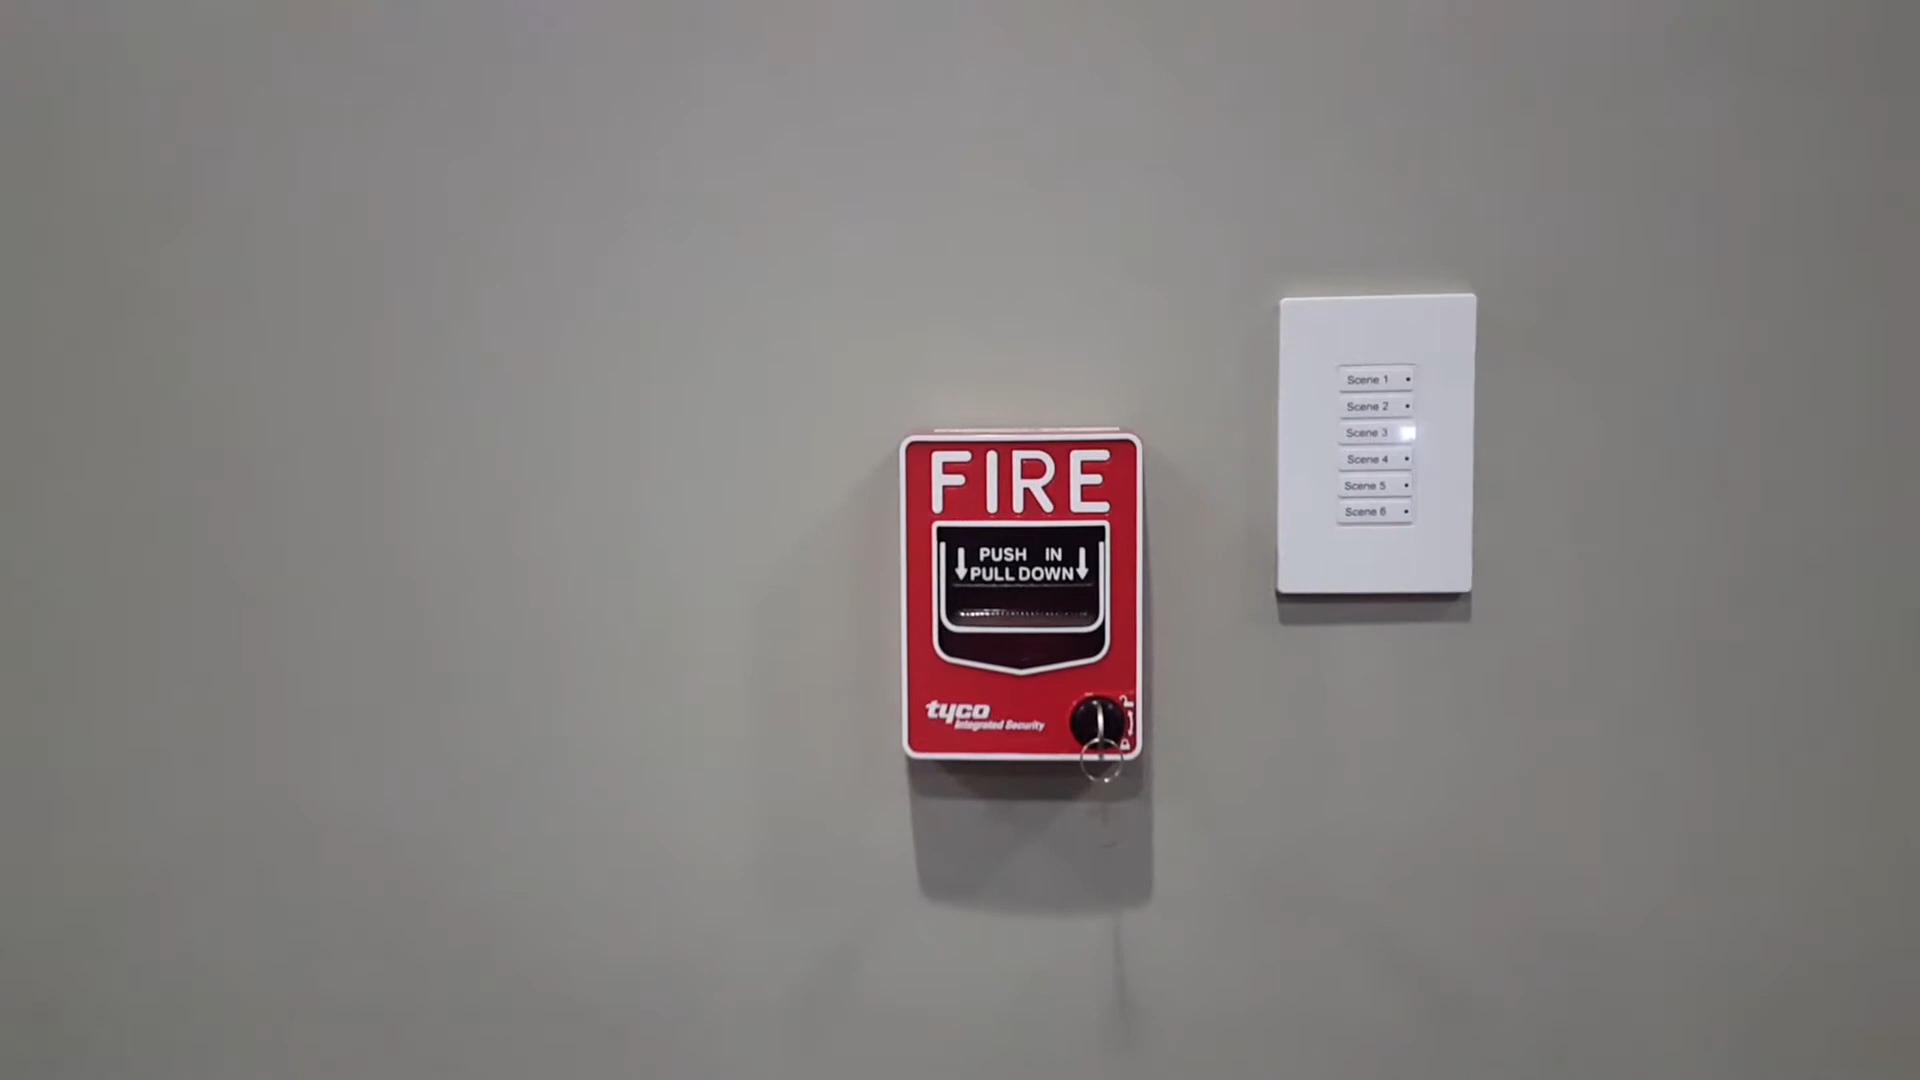 FIRE
PUSH IN
PULL DOWN
tyco
Integrated Security
Scene 1
Scene 2
Scene 3
Scene 4
Scene 5
Scene 6